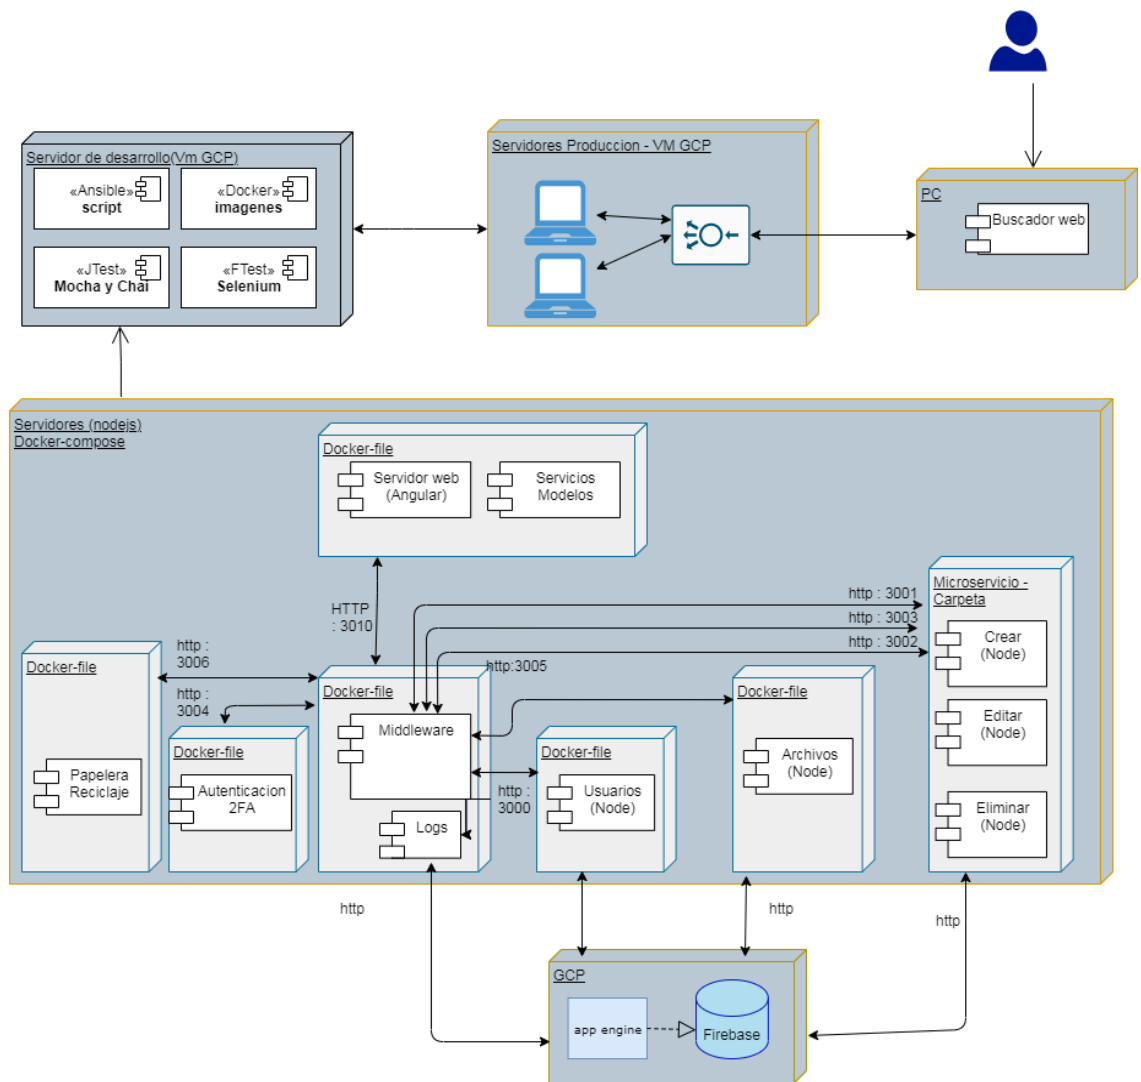 Servidor de desarrollo(Vm GCP)
«Ansible»
script
«Docker»
imagenes
«JTest»
Mocha y Chai
«FTest»
Selenium
Servidores Produccion - VM GCP
PC
Buscador web
Servidores (nodejs)
Docker-compose
Docker-file
Servidor web
(Angular)
Servicios
Modelos
HTTP
: 3010
http : 3001
http : 3003
http : 3002
Microservicio -
Carpeta
Crear
(Node)
Editar
(Node)
Eliminar
(Node)
http :
3006
http :
3004
http:3005
Docker-file
Papelera
Reciclaje
Docker-file
Autenticacion
2FA
Docker-file
Middleware
Logs
http :
3000
Docker-file
Usuarios
(Node)
Docker-file
Archivos
(Node)
http
http
http
GCP
app engine
Firebase